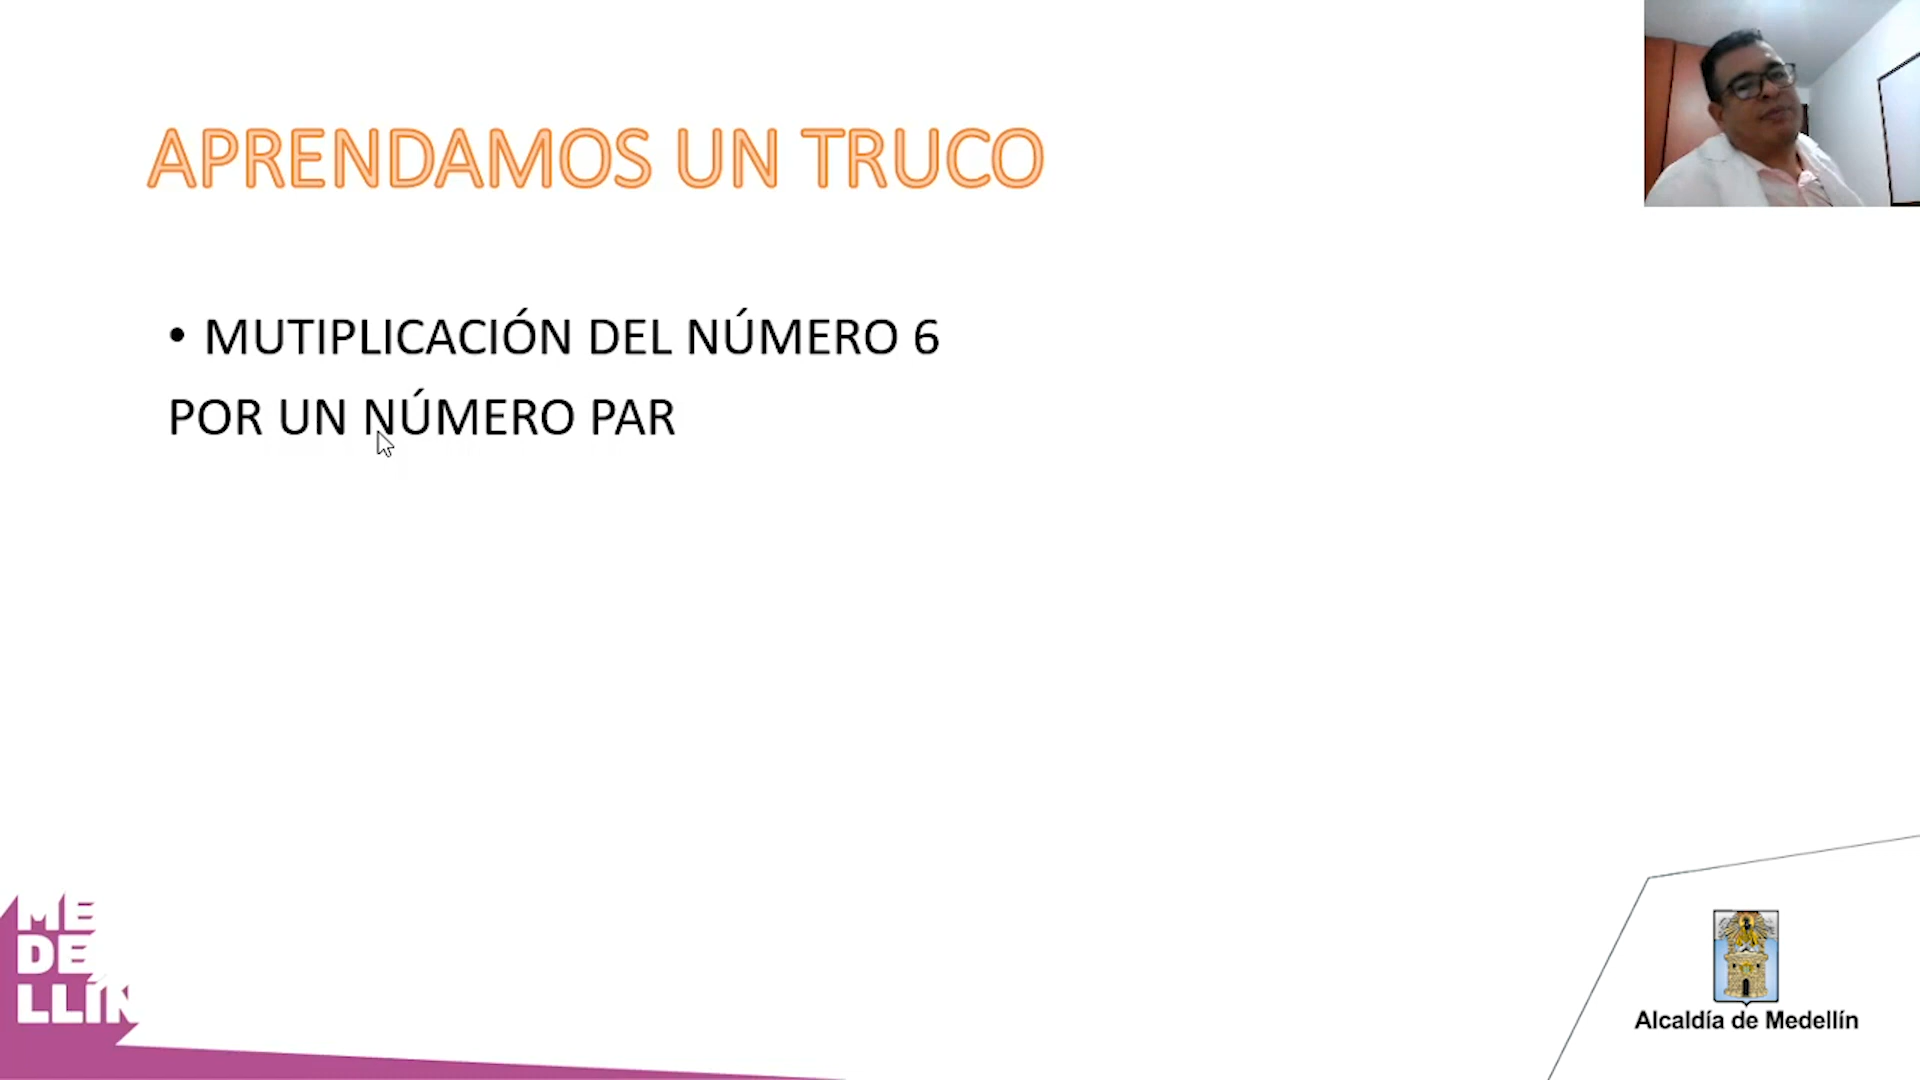 APRENDAMOS UN TRUCO
• MUTIPLICACIÓN DEL NÚMERO 6
POR UN NÚMERO PAR
ME
DE
LLÍN
Alcaldía de Medellín